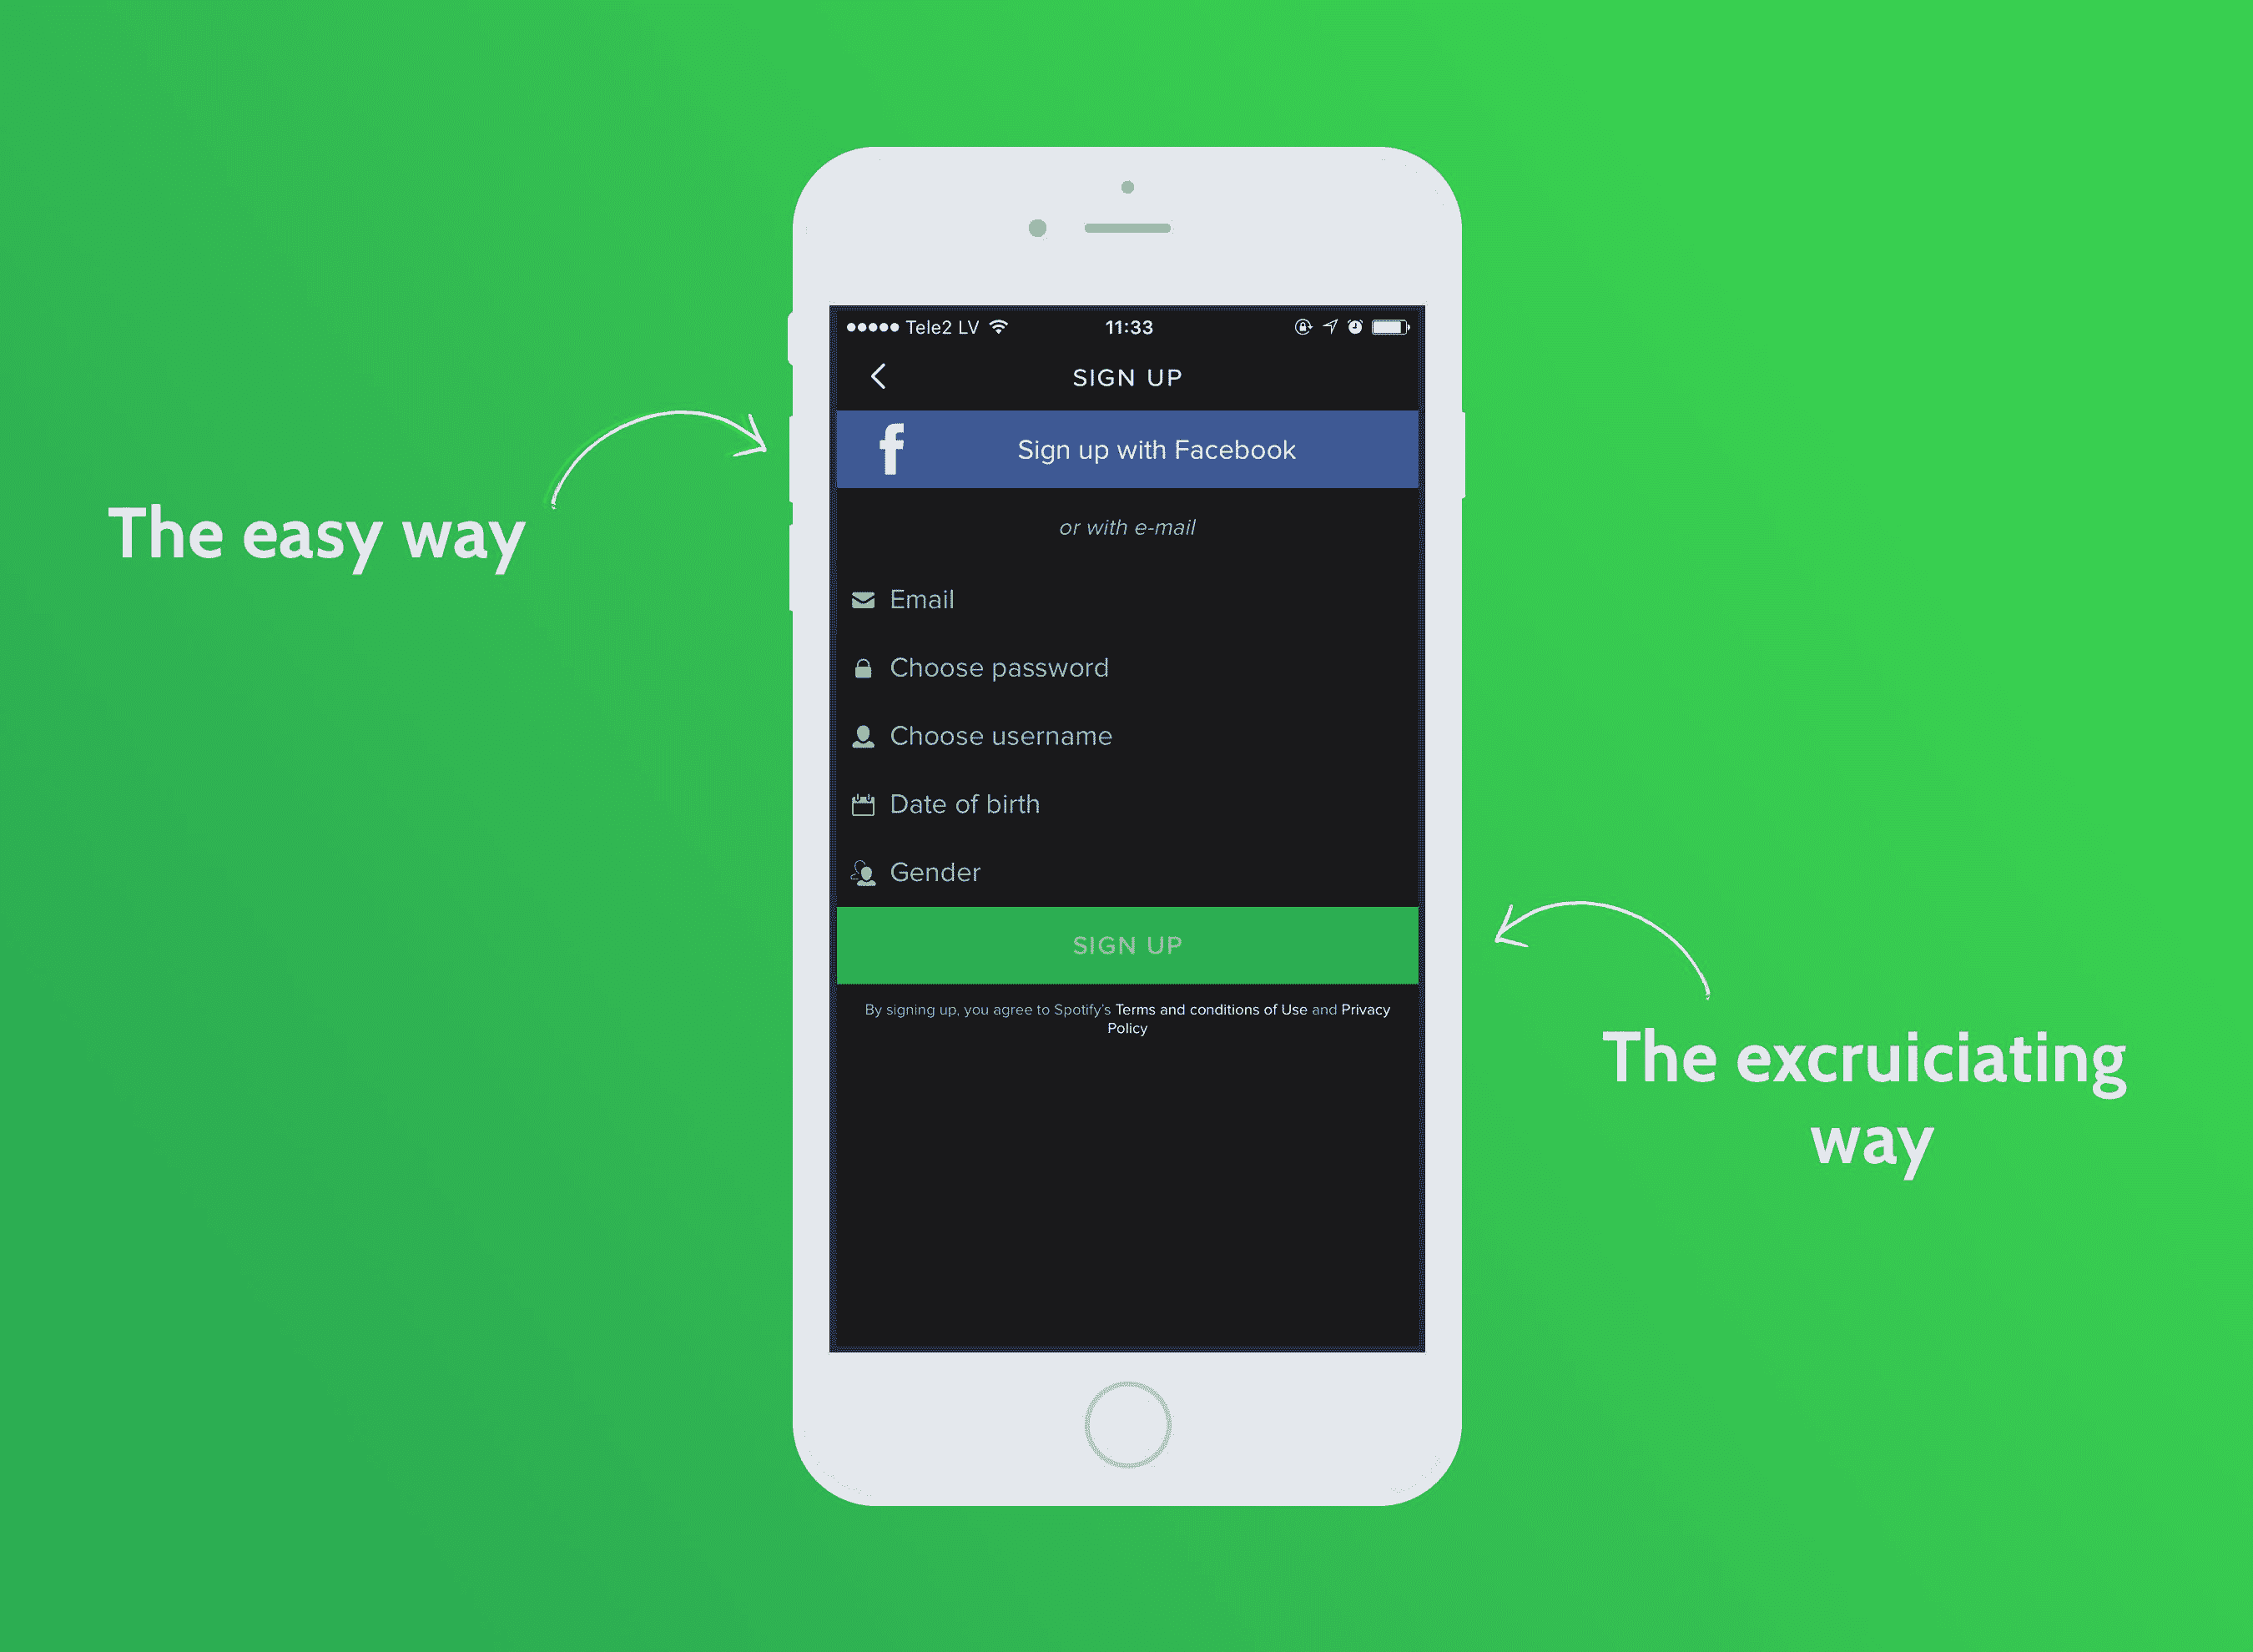 Tele2 LV 11:33
SIGN UP
f Sign up with Facebook
or with e-mail
The easy way
Email
Choose password
Choose username
Date of birth
Gender
SIGN UP
By signing up, you agree to Spotify's Terms and conditions of Use and Privacy
Policy
The excruiciating
way